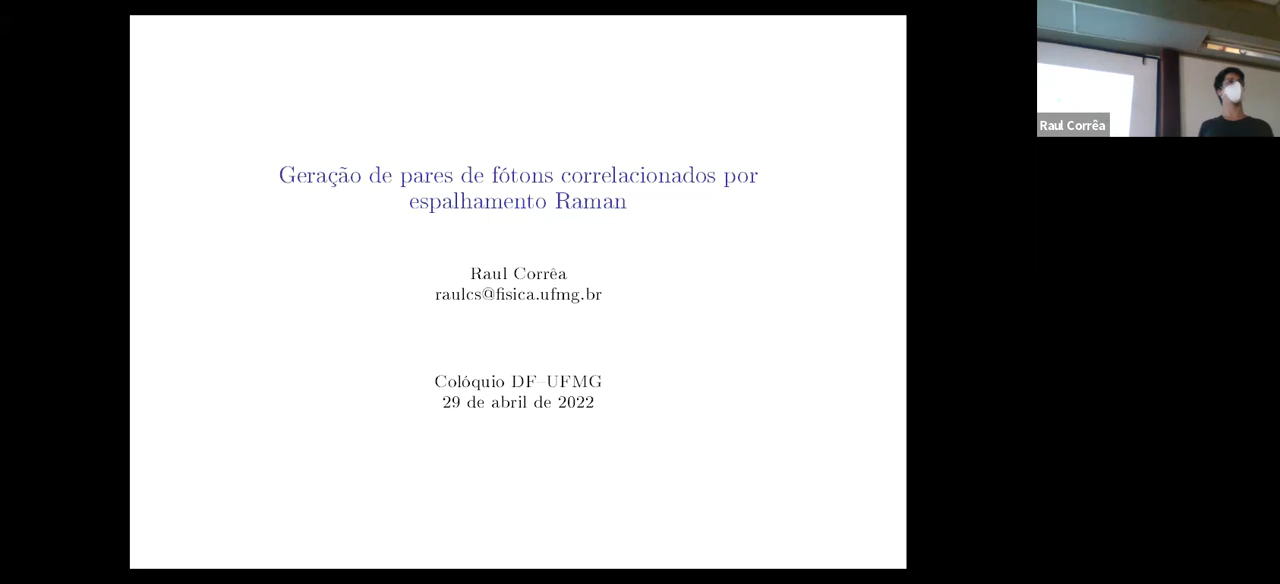 Geração de pares de fótons correlacionados por
espalhamento Raman
Raul Corrêa
raulcs@fisica.ufmg.br
Colóquio DF–UFMG
29 de abril de 2022
Raul Corrêa